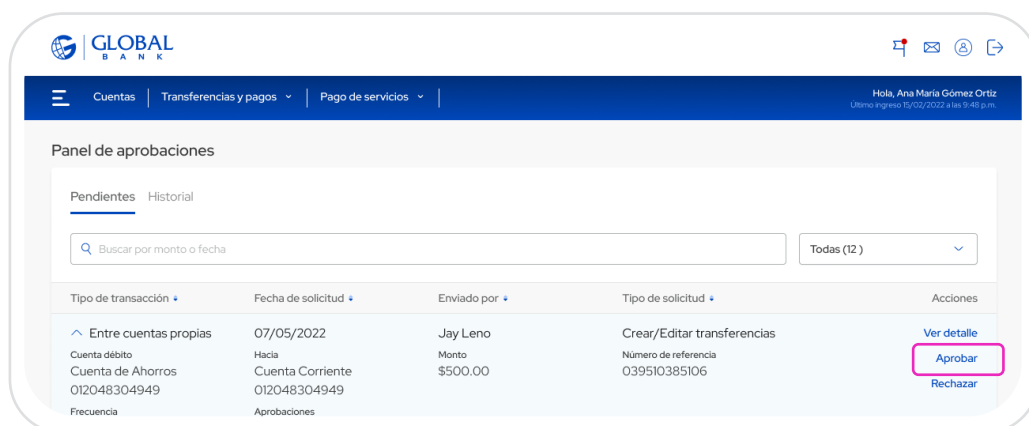 GLOBAL
BANK
Cuentas Transferencias y pagos Pago de servicios
Hola, Ana María Gómez Ortiz
Último ingreso 15/02/2022 a las 9:48 p.m.
Panel de aprobaciones
Pendientes Historial
Buscar por monto o fecha
Todas (12 )
Tipo de transacción Fecha de solicitud Enviado por Tipo de solicitud Acciones
Entre cuentas propias 07/05/2022 Jay Leno Crear/Editar transferencias Ver detalle
Cuenta débito Hacia Monto Número de referencia
Aprobar
Cuenta de Ahorros Cuenta Corriente $500.00 039510385106
012048304949 012048304949
Rechazar
Frecuencia Aprobaciones